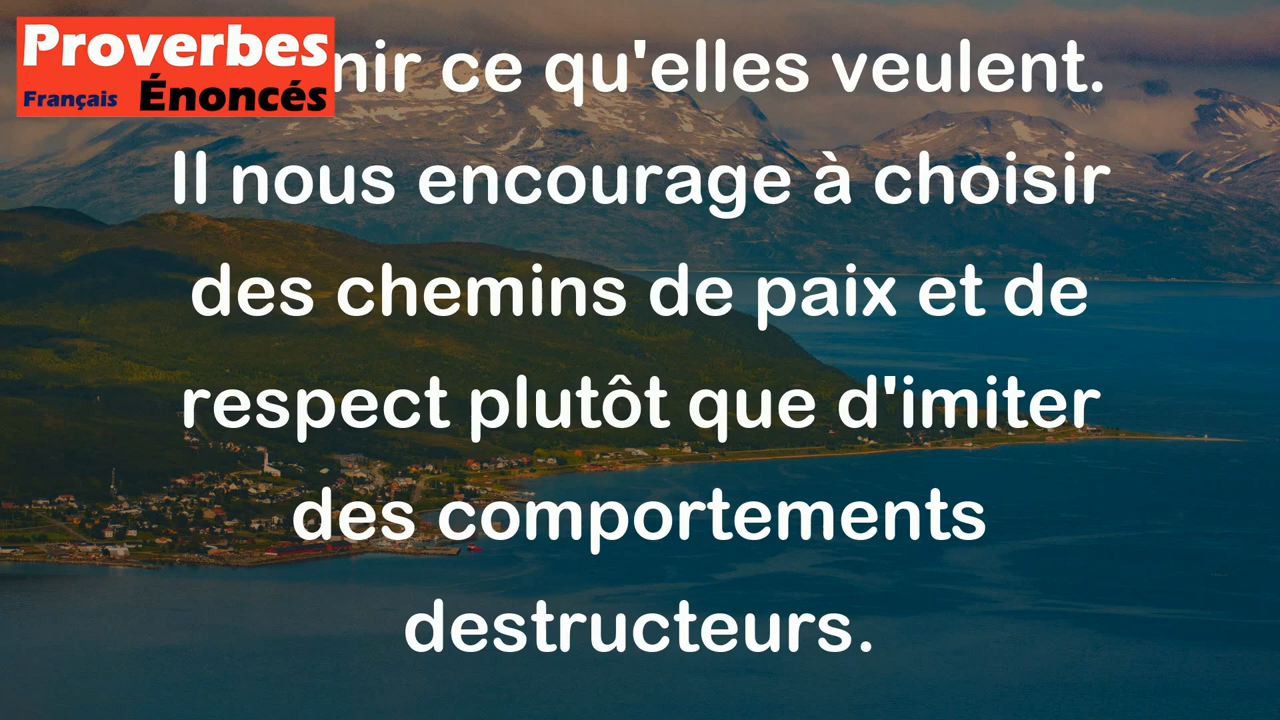 Proverbes
Français Énoncés
ce qu'elles veulent.
Il nous encourage à choisir
des chemins de paix et de
respect plutôt que d'imiter
des comportements
destructeurs.